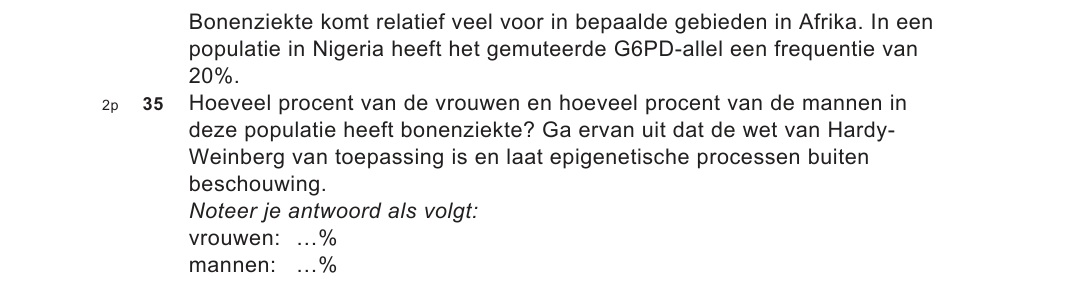 Bonenziekte komt relatief veel voor in bepaalde gebieden in Afrika. In een
populatie in Nigeria heeft het gemuteerde G6PD-allel een frequentie van
20%.
2p 35 Hoeveel procent van de vrouwen en hoeveel procent van de mannen in
deze populatie heeft bonenziekte? Ga ervan uit dat de wet van Hardy-
Weinberg van toepassing is en laat epigenetische processen buiten
beschouwing.
Noteer je antwoord als volgt:
vrouwen: …%
mannen: …%